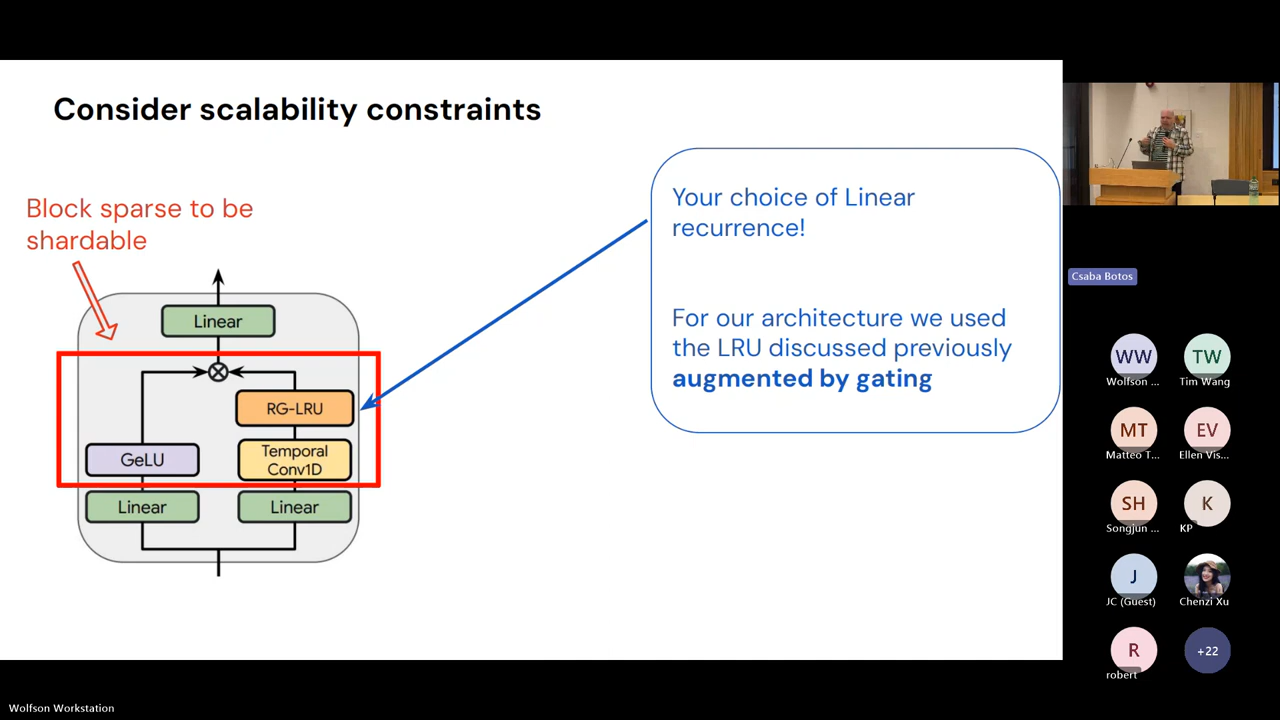 Consider scalability constraints
Block sparse to be
shardable
Linear
RG-LRU
GeLU
Temporal
Conv1D
Linear
Linear
Your choice of Linear
recurrence!
For our architecture we used
the LRU discussed previously
augmented by gating
Csaba Botos
WW
Wolfson ...
TW
Tim Wang
MT
Matteo T...
EV
Ellen Vis...
SH
Songjun ...
K
KP
J
JC (Guest)
Chenzi Xu
R
robert
+22
Wolfson Workstation